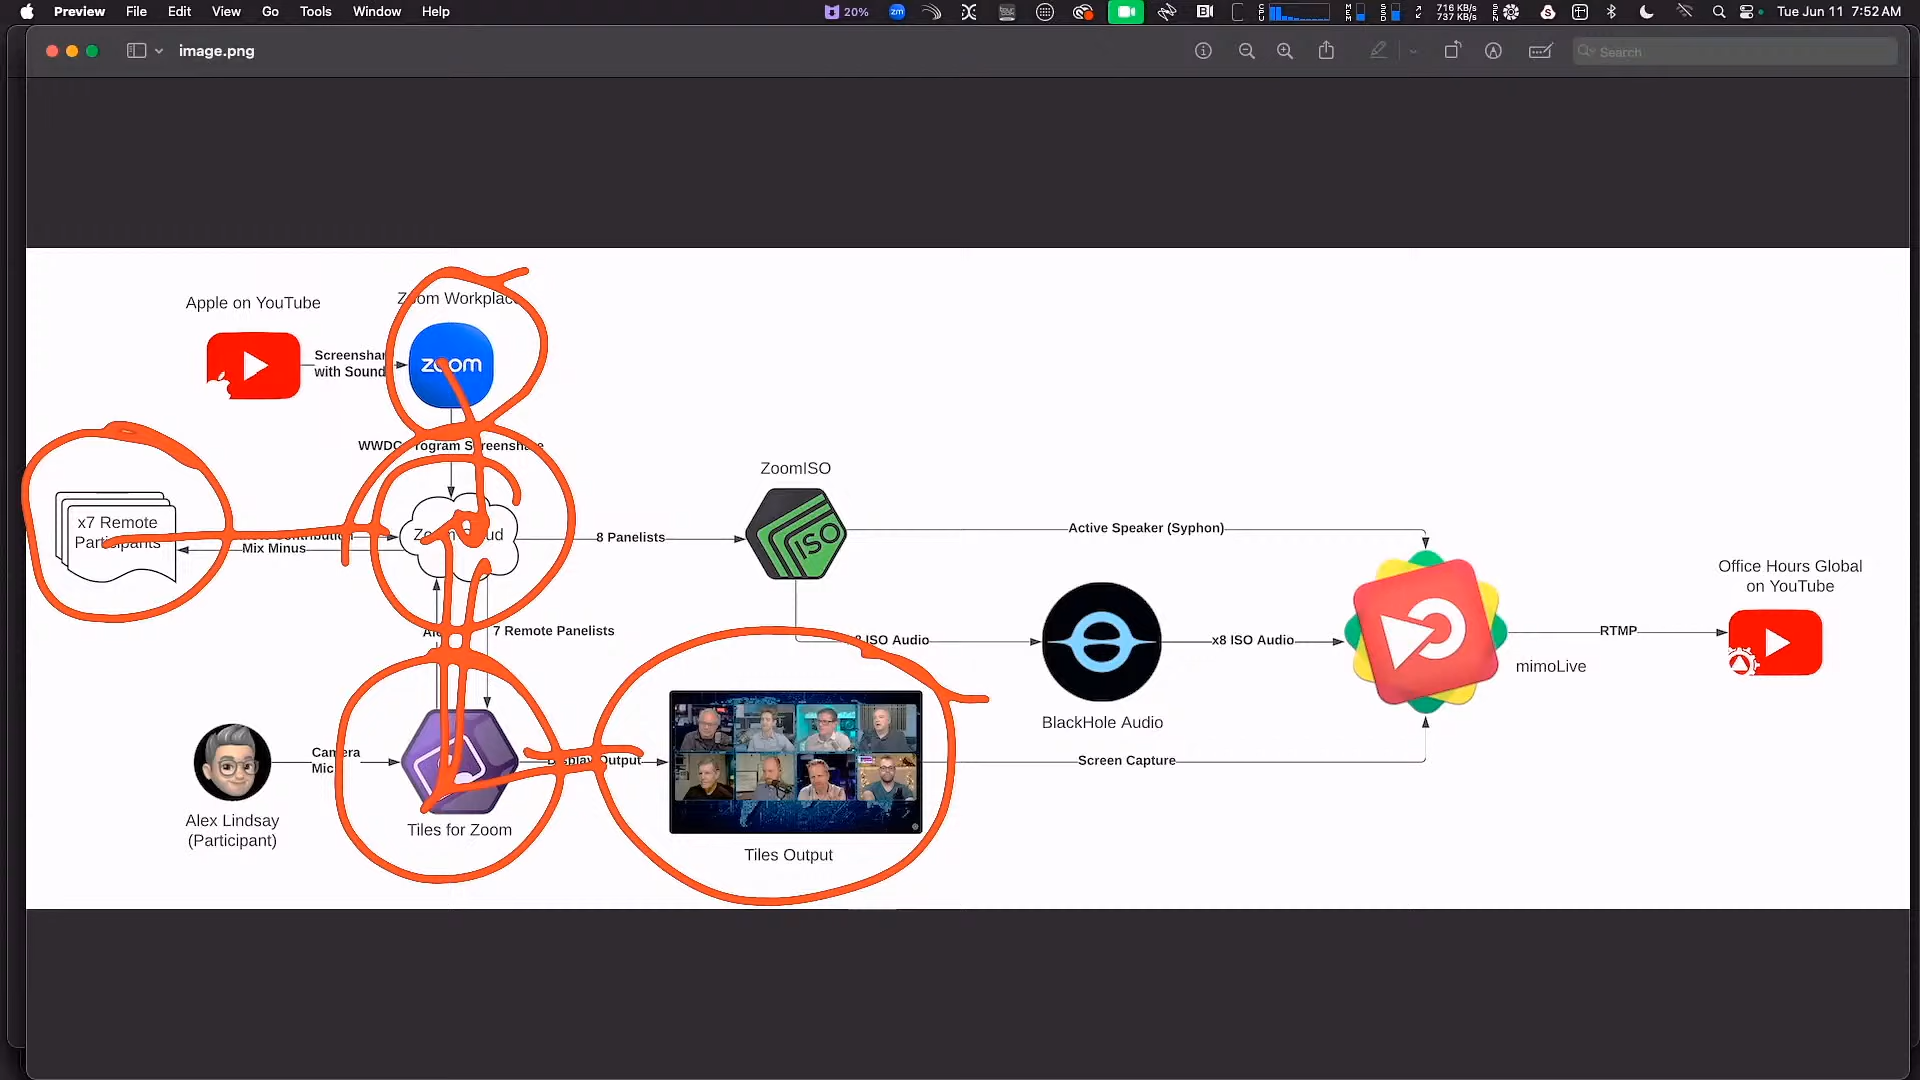 Preview File Edit View Go Tools Window Help
20%
zm
716 KB/s
737 KB/s
Tue Jun 11 7:52 AM
image.png
Search
Apple on YouTube
Zoom Workplace
Screenshare
with Sound
zoom
WWDC Program Screenshare
x7 Remote
Participants
Mix Minus
Zoom Cloud
8 Panelists
ZoomISO
ISO
Active Speaker (Syphon)
7 Remote Panelists
8 ISO Audio
x8 ISO Audio
BlackHole Audio
mimoLive
RTMP
Office Hours Global
on YouTube
Camera
Mic
Alex Lindsay
(Participant)
Tiles for Zoom
Display Output
Tiles Output
Screen Capture